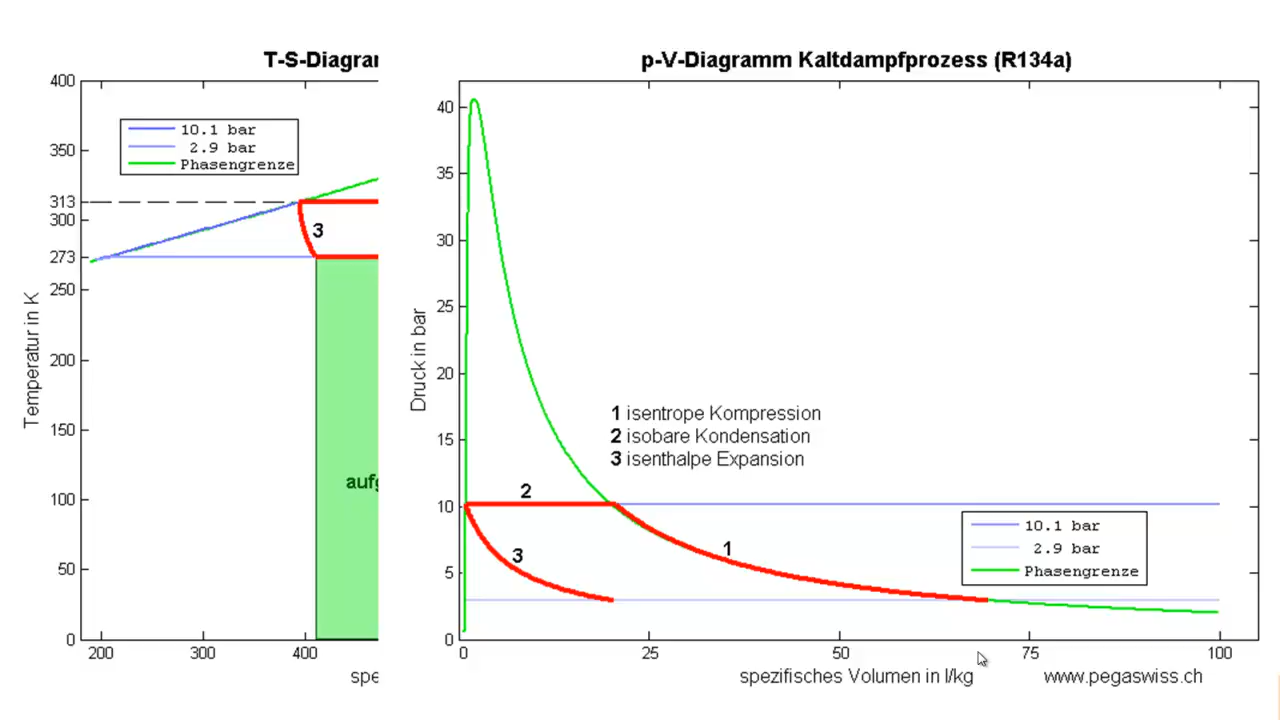 T-S-Diagra
400
350
313
300
273
250
200
150
100
50
0
200
300
400
Temperatur in K
10.1 bar
2.9 bar
Phasengrenze
3
auf
spe
p-V-Diagramm Kaltdampfprozess (R134a)
40
35
30
25
20
15
10
5
0
Druck in bar
1 isentrope Kompression
2 isobare Kondensation
3 isenthalpe Expansion
2
3
1
10.1 bar
2.9 bar
Phasengrenze
0
25
50
75
100
spezifisches Volumen in l/kg
www.pegaswiss.ch